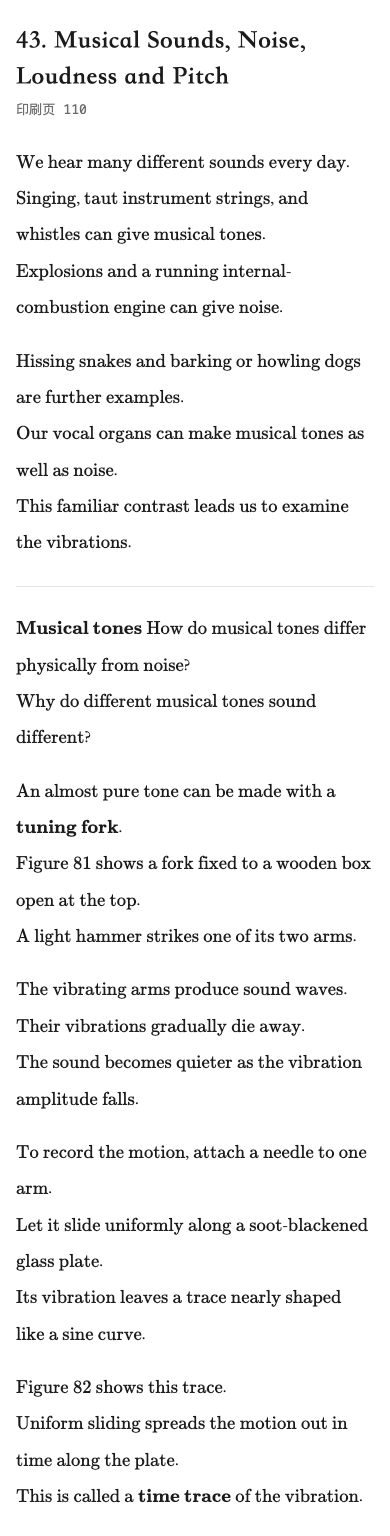 43. Musical Sounds, Noise,
Loudness and Pitch
印刷页 110
We hear many different sounds every day.
Singing, taut instrument strings, and
whistles can give musical tones.
Explosions and a running internal-
combustion engine can give noise.
Hissing snakes and barking or howling dogs
are further examples.
Our vocal organs can make musical tones as
well as noise.
This familiar contrast leads us to examine
the vibrations.
Musical tones How do musical tones differ
physically from noise?
Why do different musical tones sound
different?
An almost pure tone can be made with a
tuning fork.
Figure 81 shows a fork fixed to a wooden box
open at the top.
A light hammer strikes one of its two arms.
The vibrating arms produce sound waves.
Their vibrations gradually die away.
The sound becomes quieter as the vibration
amplitude falls.
To record the motion, attach a needle to one
arm.
Let it slide uniformly along a soot-blackened
glass plate.
Its vibration leaves a trace nearly shaped
like a sine curve.
Figure 82 shows this trace.
Uniform sliding spreads the motion out in
time along the plate.
This is called a time trace of the vibration.